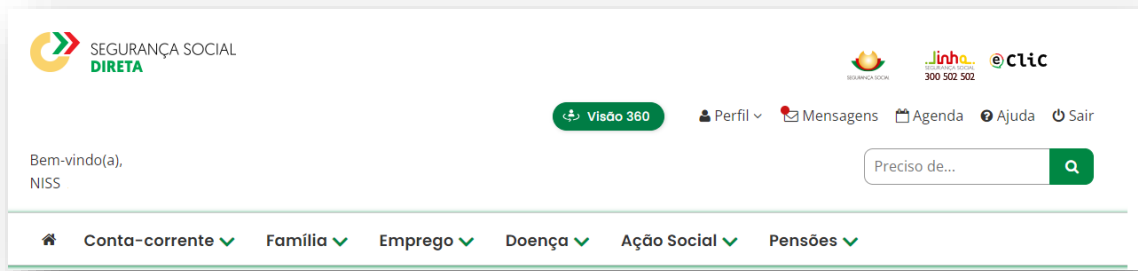 SEGURANÇA SOCIAL
DIRETA
SEGURANÇA SOCIAL
Linha
SEGURANÇA SOCIAL
300 502 502
e clic
Visão 360
Perfil
Mensagens
Agenda
Ajuda
Sair
Bem-vindo(a),
NISS
Preciso de...
Conta-corrente
Família
Emprego
Doença
Ação Social
Pensões